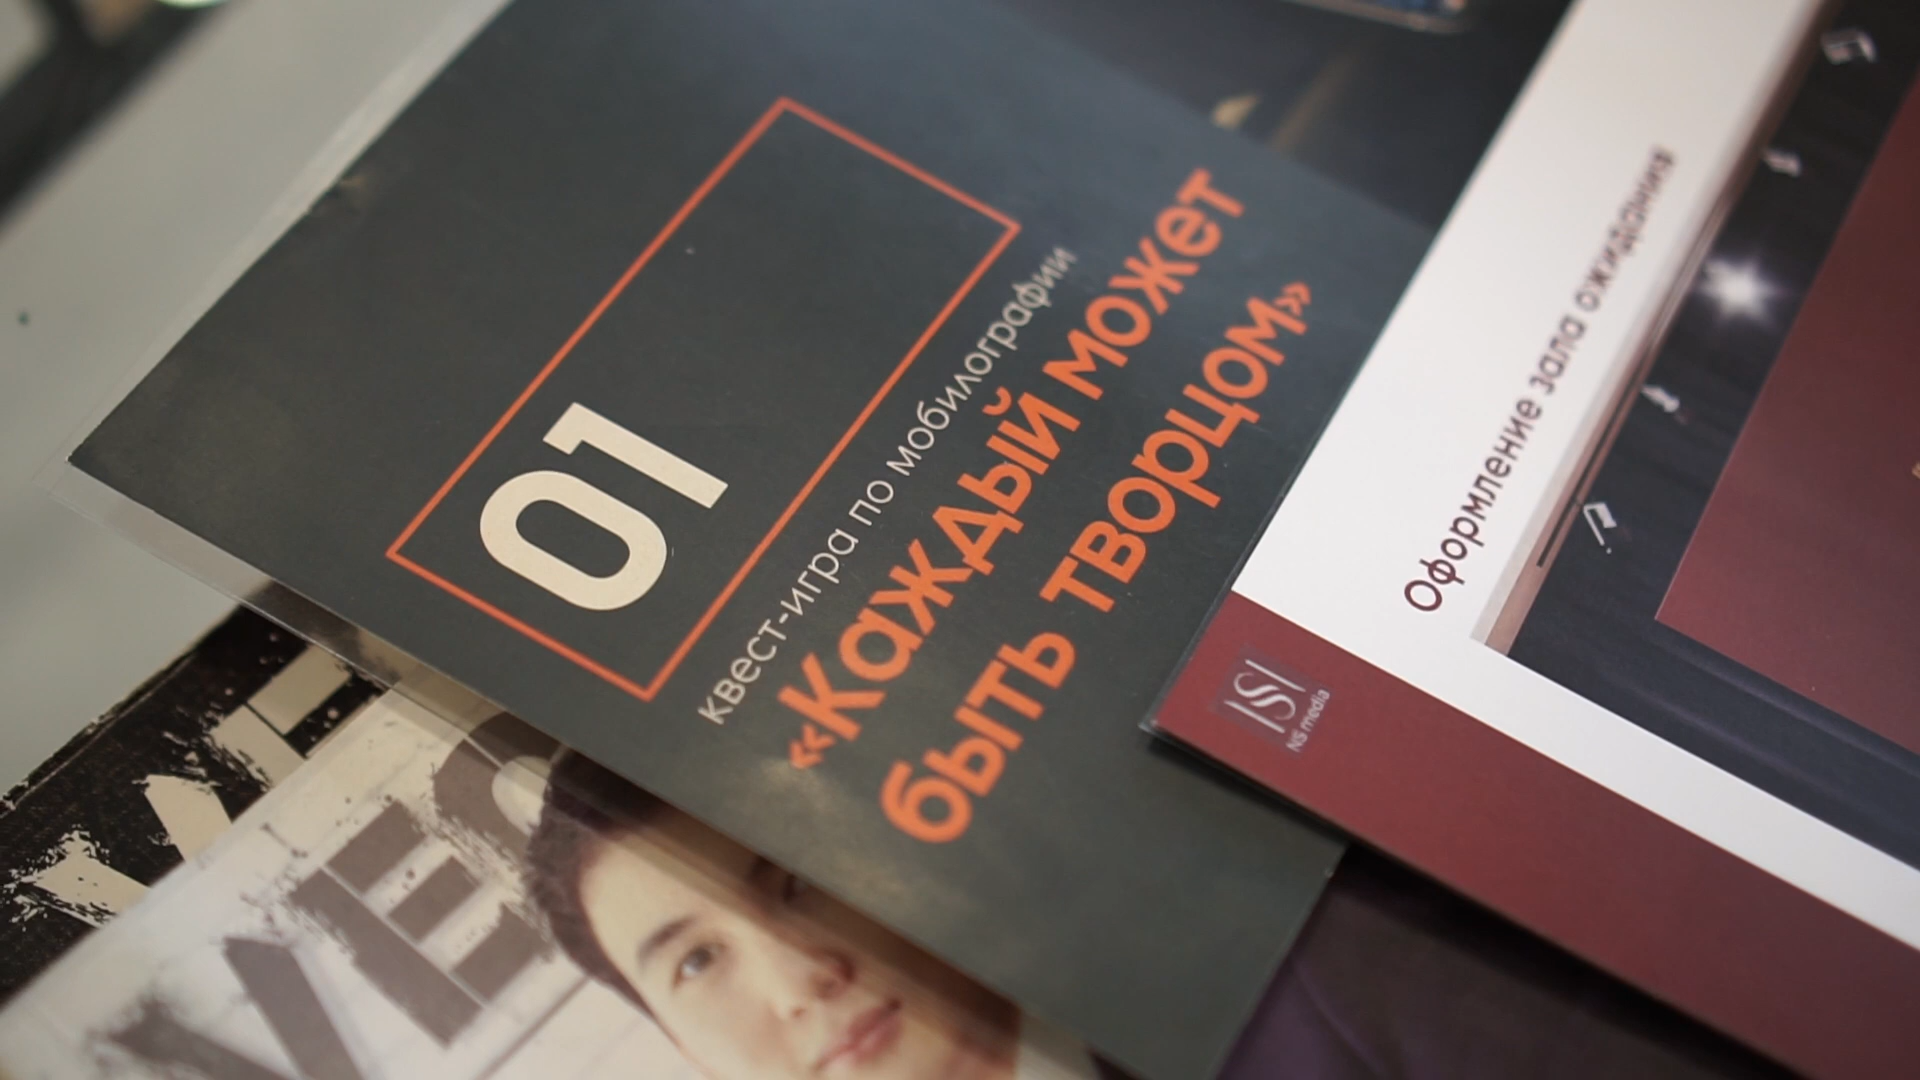 01
квест-игра по мобилографии
«Каждый может
быть творцом»
Оформление зала ожидания
NS media